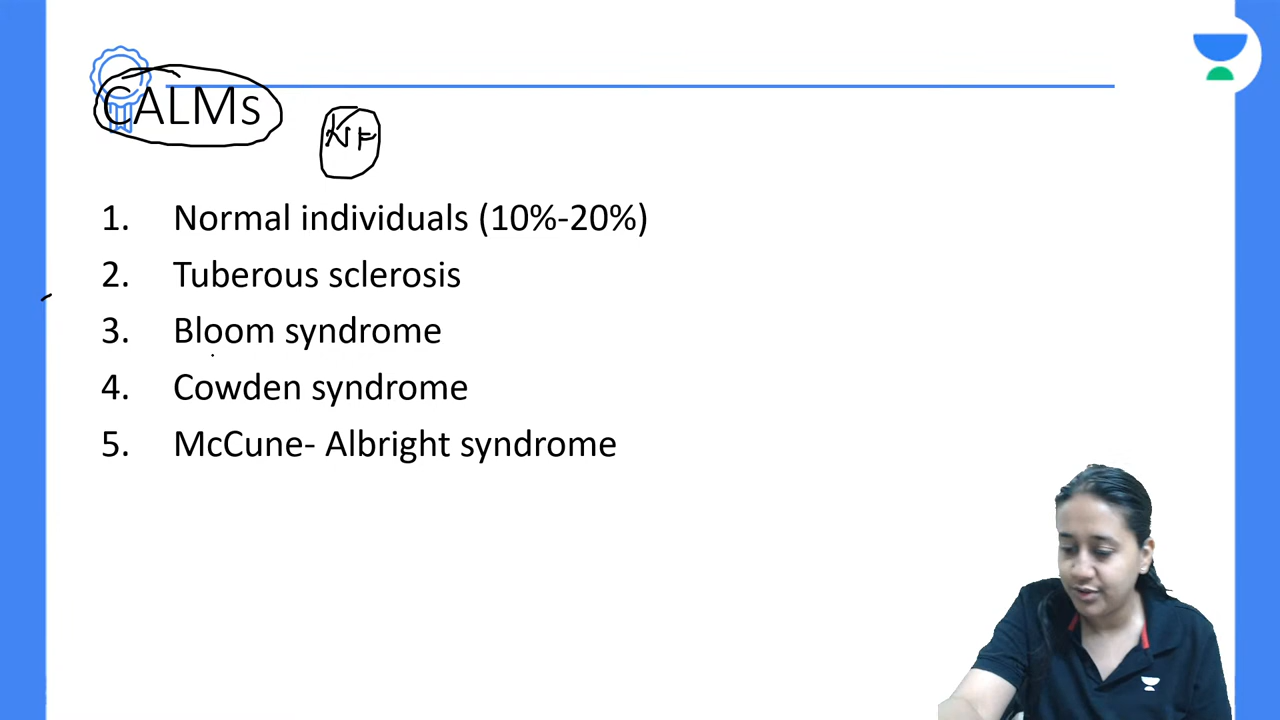 CALMs
NF
1. Normal individuals (10%-20%)
2. Tuberous sclerosis
3. Bloom syndrome
4. Cowden syndrome
5. McCune- Albright syndrome